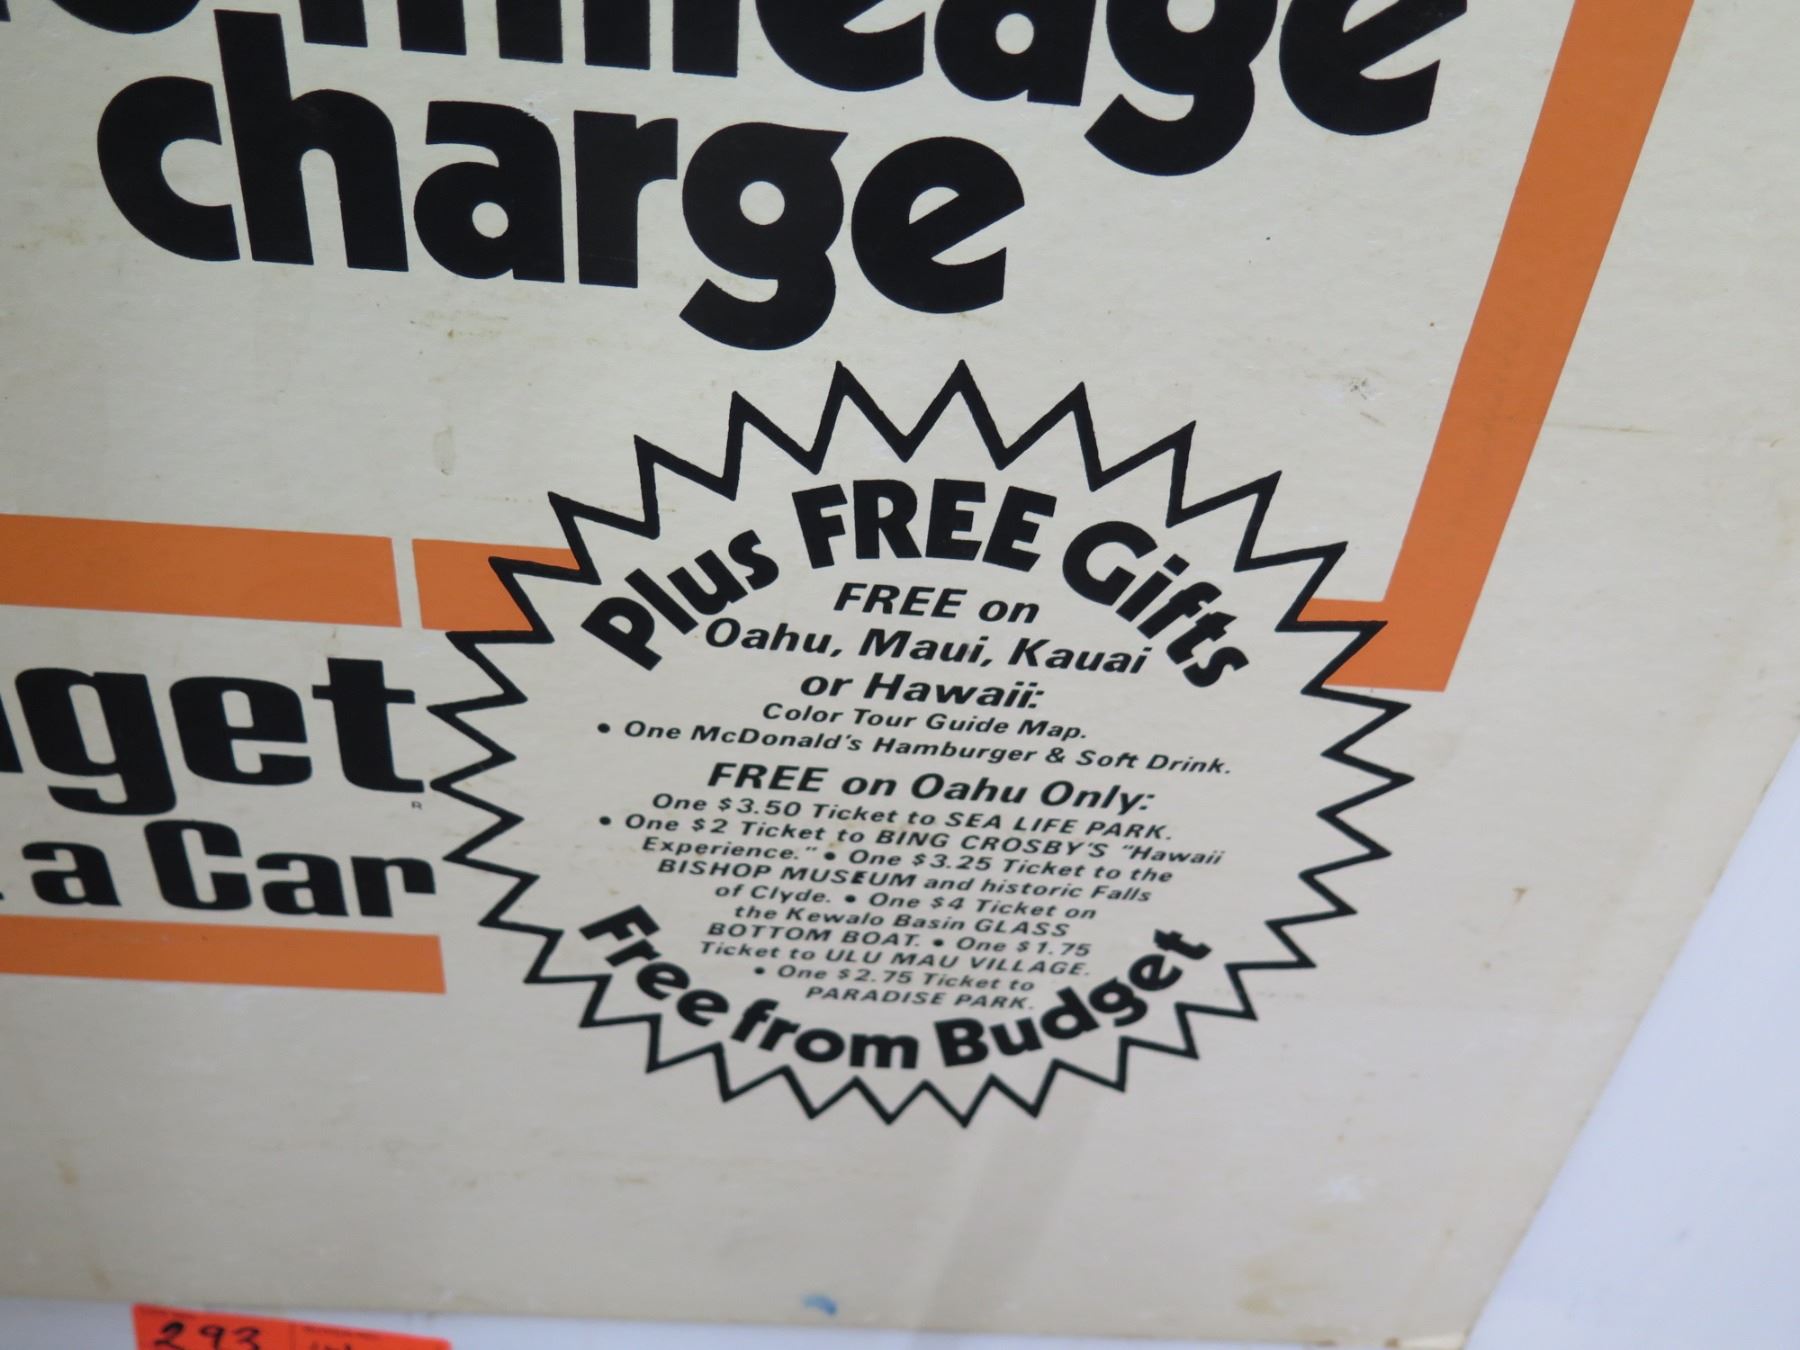 mileage
charge
Plus FREE Gifts
FREE on
Oahu, Maui, Kauai
or Hawaii:
Color Tour Guide Map.
• One McDonald's Hamburger & Soft Drink.
FREE on Oahu Only:
One $3.50 Ticket to SEA LIFE PARK.
• One $2 Ticket to BING CROSBY'S "Hawaii
Experience." • One $3.25 Ticket to the
BISHOP MUSEUM and historic Falls
of Clyde. • One $4 Ticket on
the Kewalo Basin GLASS
BOTTOM BOAT. • One $1.75
Ticket to ULU MAU VILLAGE.
• One $2.75 Ticket to
PARADISE PARK.
Free from Budget
get
R
a Car
293